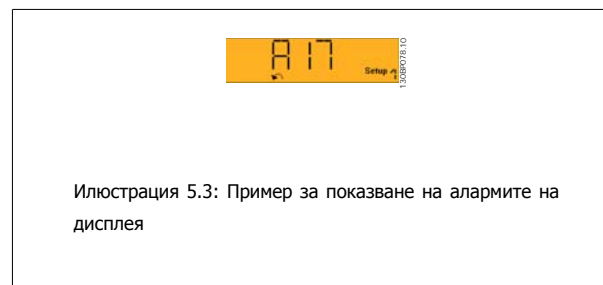 A17
Setup
130BP078.10
Илюстрация 5.3: Пример за показване на алармите на
дисплея